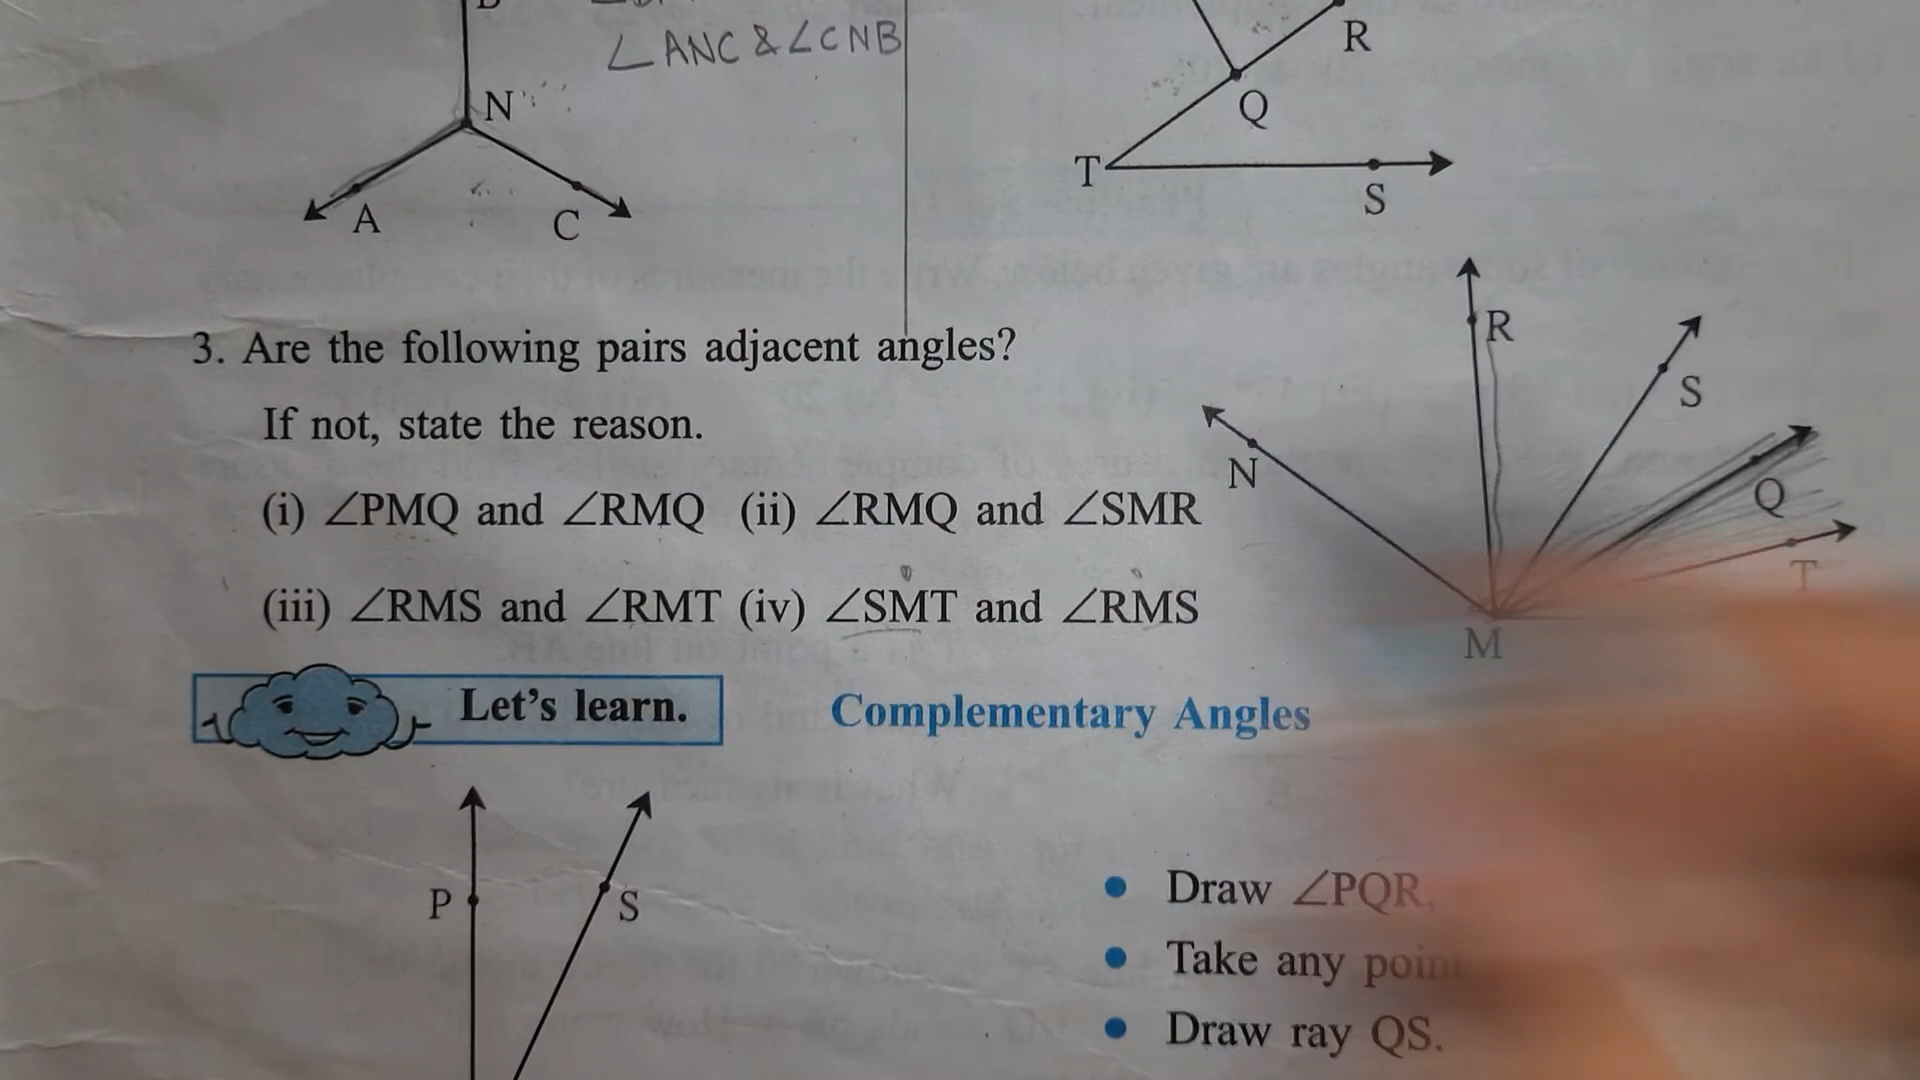 ∠ANC & ∠CNB
N
A
C
R
Q
T
S
3. Are the following pairs adjacent angles?
If not, state the reason.
(i) ∠PMQ and ∠RMQ (ii) ∠RMQ and ∠SMR
(iii) ∠RMS and ∠RMT (iv) ∠SMT and ∠RMS
R
S
N
Q
T
M
Let's learn.
Complementary Angles
P
S
• Draw ∠PQR,
• Take any point
• Draw ray QS.